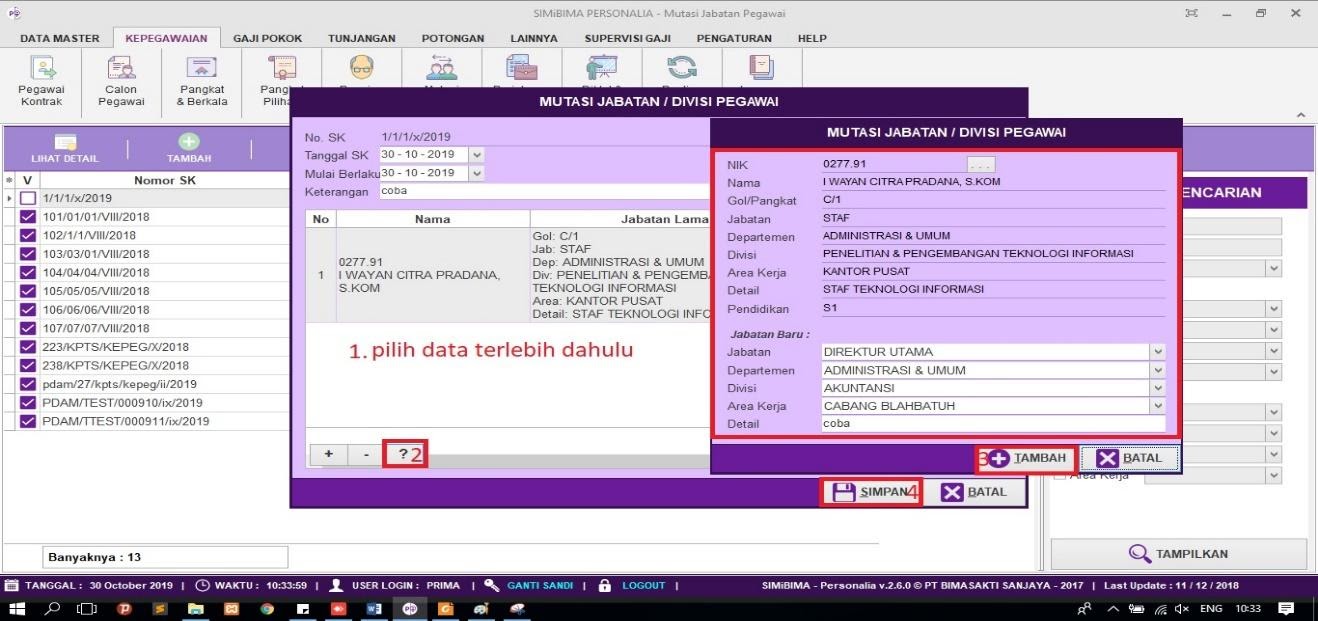 SIMiBIMA PERSONALIA - Mutasi Jabatan Pegawai
DATA MASTER KEPEGAWAIAN GAJI POKOK TUNJANGAN POTONGAN LAINNYA SUPERVISI GAJI PENGATURAN HELP
Pegawai Kontrak
Calon Pegawai
Pangkat & Berkala
MUTASI JABATAN / DIVISI PEGAWAI
LIHAT DETAIL TAMBAH
V Nomor SK
1/1/1/x/2019
101/01/01/VIII/2018
102/1/1/VIII/2018
103/03/01/VIII/2018
104/04/04/VIII/2018
105/05/05/VIII/2018
106/06/06/VIII/2018
107/07/07/VIII/2018
223/KPTS/KEPEG/X/2018
238/KPTS/KEPEG/X/2018
pdam/27/kpts/kepeg/ii/2019
PDAM/TEST/000910/ix/2019
PDAM/TTEST/000911/ix/2019
Banyaknya : 13
No. SK 1/1/1/x/2019
Tanggal SK 30 - 10 - 2019
Mulai Berlaku 30 - 10 - 2019
Keterangan coba
No Nama Jabatan Lama
1 0277.91
I WAYAN CITRA PRADANA,
S.KOM
Gol: C/1
Jab: STAF
Dep: ADMINISTRASI & UMUM
Div: PENELITIAN & PENGEMB
TEKNOLOGI INFORMASI
Area: KANTOR PUSAT
Detail: STAF TEKNOLOGI INFO
1. pilih data terlebih dahulu
+ - ? 2
SIMPAN 4 BATAL
MUTASI JABATAN / DIVISI PEGAWAI
NIK 0277.91 ...
Nama I WAYAN CITRA PRADANA, S.KOM
Gol/Pangkat C/1
Jabatan STAF
Departemen ADMINISTRASI & UMUM
Divisi PENELITIAN & PENGEMBANGAN TEKNOLOGI INFORMASI
Area Kerja KANTOR PUSAT
Detail STAF TEKNOLOGI INFORMASI
Pendidikan S1
Jabatan Baru :
Jabatan DIREKTUR UTAMA
Departemen ADMINISTRASI & UMUM
Divisi AKUNTANSI
Area Kerja CABANG BLAHBATUH
Detail coba
3 TAMBAH BATAL
ENCARIAN
Area Kerja
TAMPILKAN
TANGGAL : 30 October 2019 | WAKTU : 10:33:59 | USER LOGIN : PRIMA | GANTI SANDI | LOGOUT | SIMiBIMA - Personalia v.2.6.0 © PT BIMASAKTI SANJAYA - 2017 | Last Update : 11 / 12 / 2018
ENG 10:33